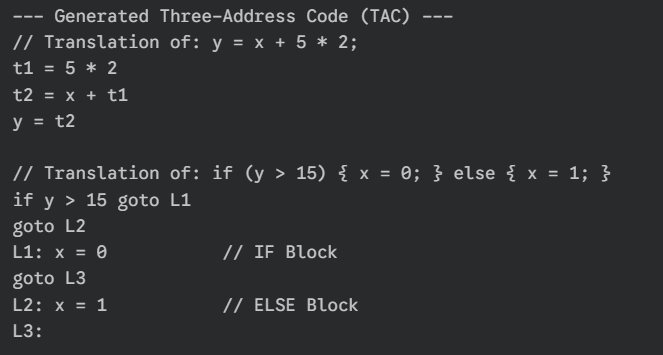 --- Generated Three-Address Code (TAC) ---
// Translation of: y = x + 5 * 2;
t1 = 5 * 2
t2 = x + t1
y = t2

// Translation of: if (y > 15) { x = 0; } else { x = 1; }
if y > 15 goto L1
goto L2
L1: x = 0           // IF Block
goto L3
L2: x = 1           // ELSE Block
L3: